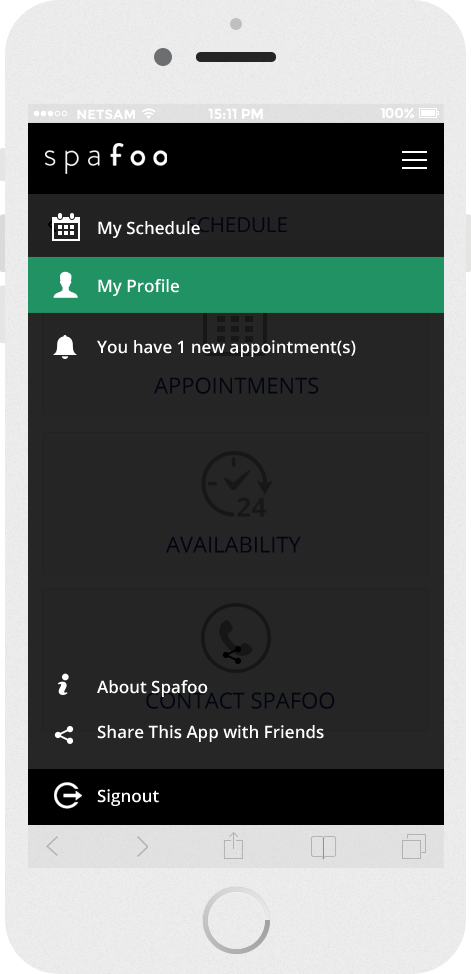 NETSAM 15:11 PM 100%
spafoo
SCHEDULE
My Schedule
My Profile
You have 1 new appointment(s)
APPOINTMENTS
24
AVAILABILITY
About Spafoo
CONTACT SPAFOO
Share This App with Friends
Signout